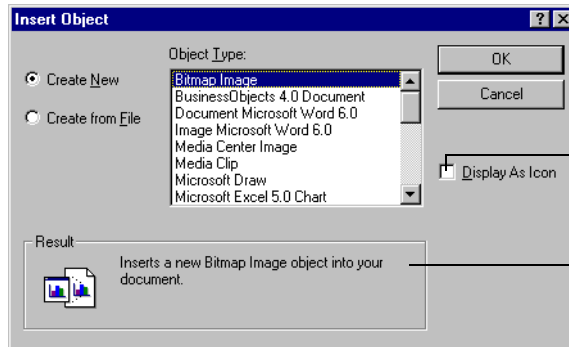 Insert Object
Object Type:
Create New
Create from File
Bitmap Image
BusinessObjects 4.0 Document
Document Microsoft Word 6.0
Image Microsoft Word 6.0
Media Center Image
Media Clip
Microsoft Draw
Microsoft Excel 5.0 Chart
OK
Cancel
Display As Icon
Result
Inserts a new Bitmap Image object into your
document.